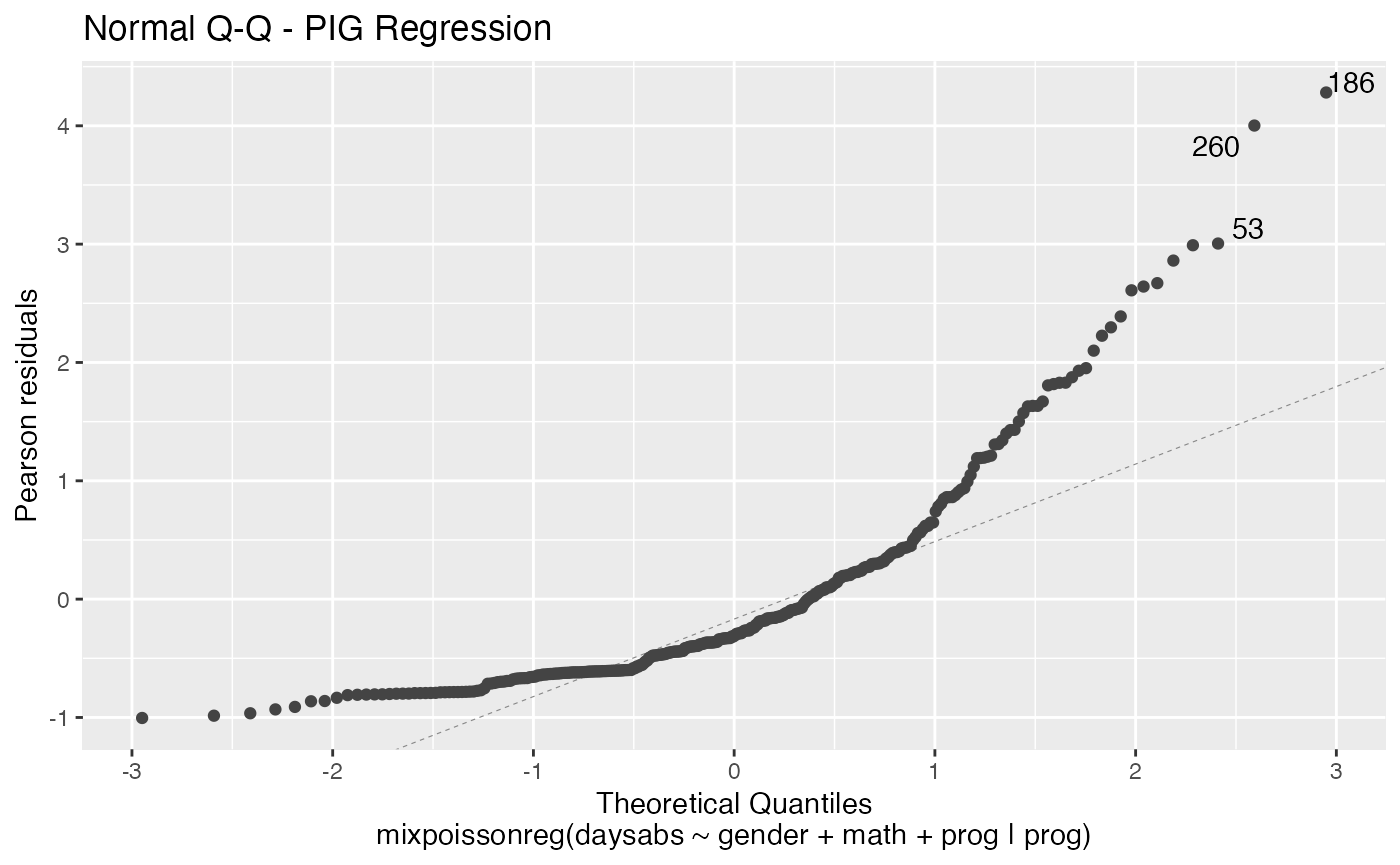 Normal Q-Q - PIG Regression
186
4
260
53
3
Pearson residuals
2
1
0
-1
-3 -2 -1 0 1 2 3
Theoretical Quantiles
mixpoissonreg(daysabs ~ gender + math + prog | prog)